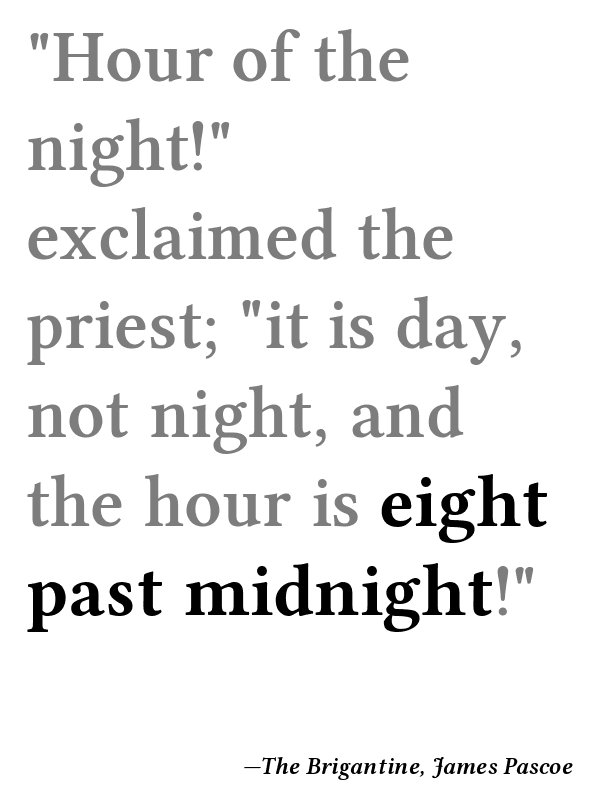 "Hour of the
night!"
exclaimed the
priest; "it is day,
not night, and
the hour is eight
past midnight!"
—The Brigantine, James Pascoe